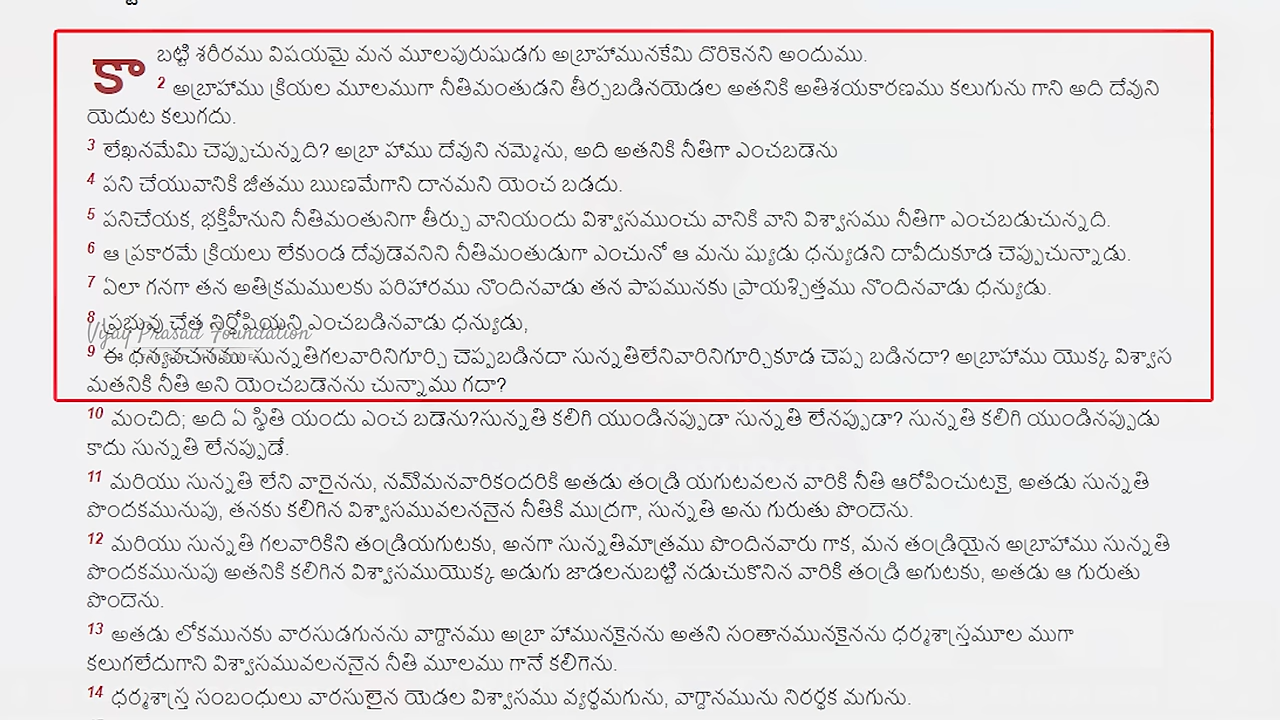 కాబట్టి శరీరము విషయమై మన మూలపురుషుడగు అబ్రాహామునకేమి దొరికెనని అందుము.
2 అబ్రాహాము క్రియల మూలముగా నీతిమంతుడని తీర్చబడినయెడల అతనికి అతిశయకారణము కలుగును గాని అది దేవుని
యెదుట కలుగదు.
3 లేఖనమేమి చెప్పుచున్నది? అబ్రా హాము దేవుని నమ్మెను, అది అతనికి నీతిగా ఎంచబడెను
4 పని చేయువానికి జీతము ఋణమేగాని దానమని యెంచ బడదు.
5 పనిచేయక, భక్తిహీనుని నీతిమంతునిగా తీర్చు వానియందు విశ్వాసముంచు వానికి వాని విశ్వాసము నీతిగా ఎంచబడుచున్నది.
6 ఆ ప్రకారమే క్రియలు లేకుండ దేవుడెవనిని నీతిమంతుడుగా ఎంచునో ఆ మను ష్యుడు ధన్యుడని దావీదుకూడ చెప్పుచున్నాడు.
7 ఏలా గనగా తన అతిక్రమములకు పరిహారము నొందినవాడు తన పాపమునకు ప్రాయశ్చిత్తము నొందినవాడు ధన్యుడు.
8 ప్రభువు చేత నిర్దోషియని ఎంచబడినవాడు ధన్యుడు,
Vijay Prasad Foundation
9 ఈ ధన్యవచనము సున్నతిగలవారినిగూర్చి చెప్పబడినదా సున్నతిలేనివారినిగూర్చికూడ చెప్ప బడినదా? అబ్రాహాము యొక్క విశ్వాస
మతనికి నీతి అని యెంచబడెనను చున్నాము గదా?
10 మంచిది; అది ఏ స్థితి యందు ఎంచ బడెను?సున్నతి కలిగి యుండినప్పుడా సున్నతి లేనప్పుడా? సున్నతి కలిగి యుండినప్పుడు
కాదు సున్నతి లేనప్పుడే.
11 మరియు సున్నతి లేని వారైనను, నమి్మనవారికందరికి అతడు తండ్రి యగుటవలన వారికి నీతి ఆరోపించుటకై, అతడు సున్నతి
పొందకమునుపు, తనకు కలిగిన విశ్వాసమువలననైన నీతికి ముద్రగా, సున్నతి అను గురుతు పొందెను.
12 మరియు సున్నతి గలవారికిని తండ్రియగుటకు, అనగా సున్నతిమాత్రము పొందినవారు గాక, మన తండ్రియైన అబ్రాహాము సున్నతి
పొందకమునుపు అతనికి కలిగిన విశ్వాసముయొక్క అడుగు జాడలనుబట్టి నడుచుకొనిన వారికి తండ్రి అగుటకు, అతడు ఆ గురుతు
పొందెను.
13 అతడు లోకమునకు వారసుడగునను వాగ్దానము అబ్రా హామునకైనను అతని సంతానమునకైనను ధర్మశాస్త్రమూల ముగా
కలుగలేదుగాని విశ్వాసమువలననైన నీతి మూలము గానే కలిగెను.
14 ధర్మశాస్త్ర సంబంధులు వారసులైన యెడల విశ్వాసము వ్యర్థమగును, వాగ్దానమును నిరర్థక మగును.